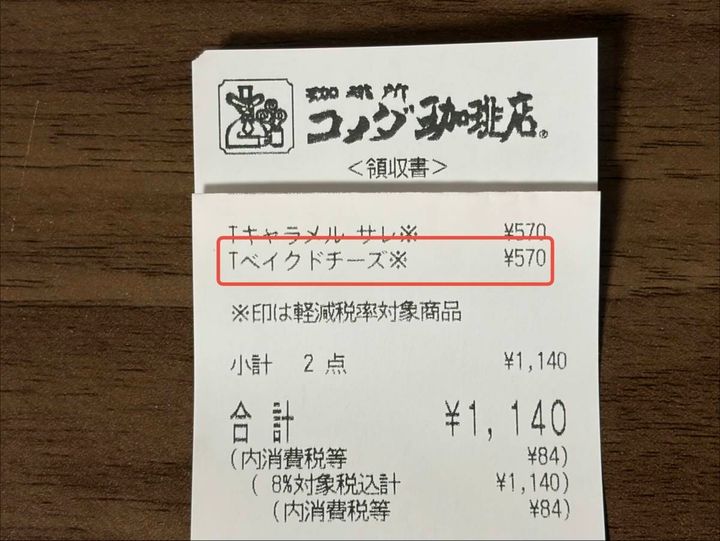 珈琲所
コメダ珈琲店®
<領収書>
Tキャラメル サレ※ ¥570
Tベイクドチーズ※ ¥570
※印は軽減税率対象商品
小計 2点 ¥1,140
合計 ¥1,140
(内消費税等 ¥84)
( 8%対象税込計 ¥1,140)
(内消費税等 ¥84)